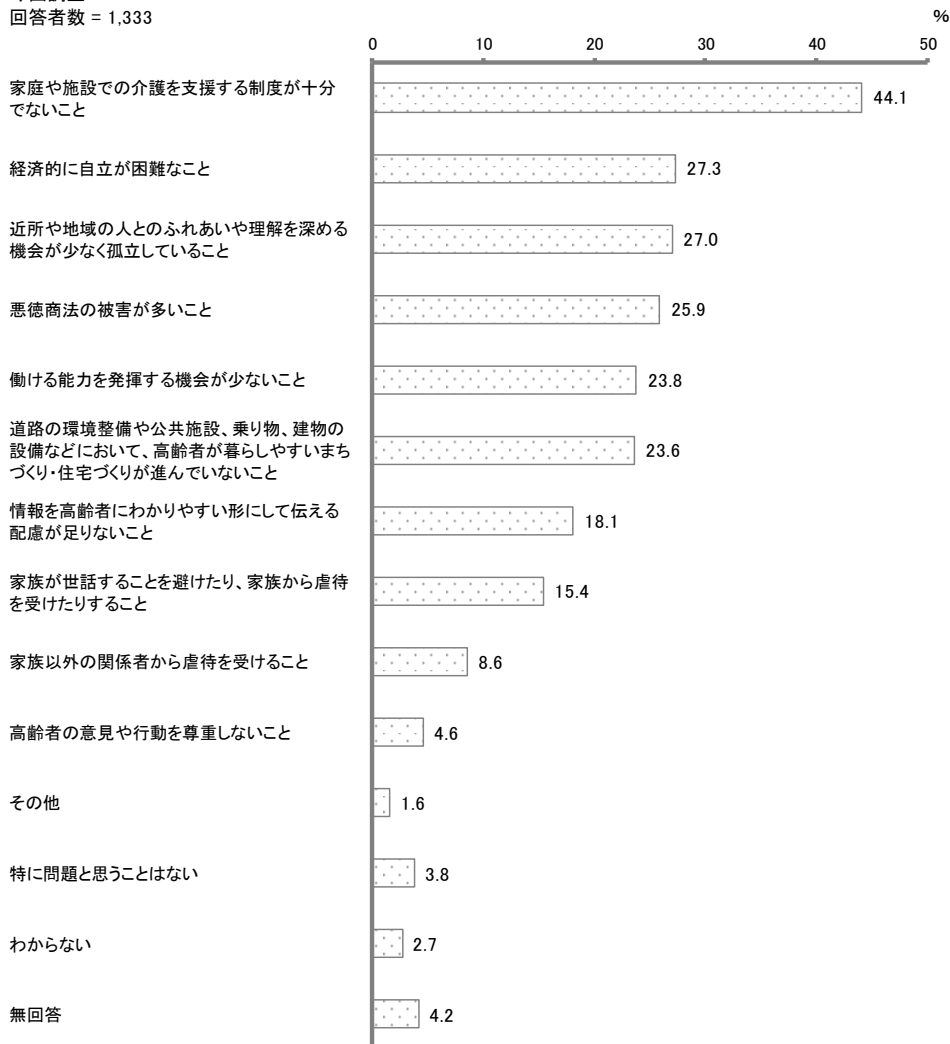 回答者数 = 1,333
%
0 10 20 30 40 50
家庭や施設での介護を支援する制度が十分
でないこと
44.1
経済的に自立が困難なこと
27.3
近所や地域の人とのふれあいや理解を深める
機会が少なく孤立していること
27.0
悪徳商法の被害が多いこと
25.9
働ける能力を発揮する機会が少ないこと
23.8
道路の環境整備や公共施設、乗り物、建物の
設備などにおいて、高齢者が暮らしやすいまち
づくり・住宅づくりが進んでいないこと
23.6
情報を高齢者にわかりやすい形にして伝える
配慮が足りないこと
18.1
家族が世話することを避けたり、家族から虐待
を受けたりすること
15.4
家族以外の関係者から虐待を受けること
8.6
高齢者の意見や行動を尊重しないこと
4.6
その他
1.6
特に問題と思うことはない
3.8
わからない
2.7
無回答
4.2